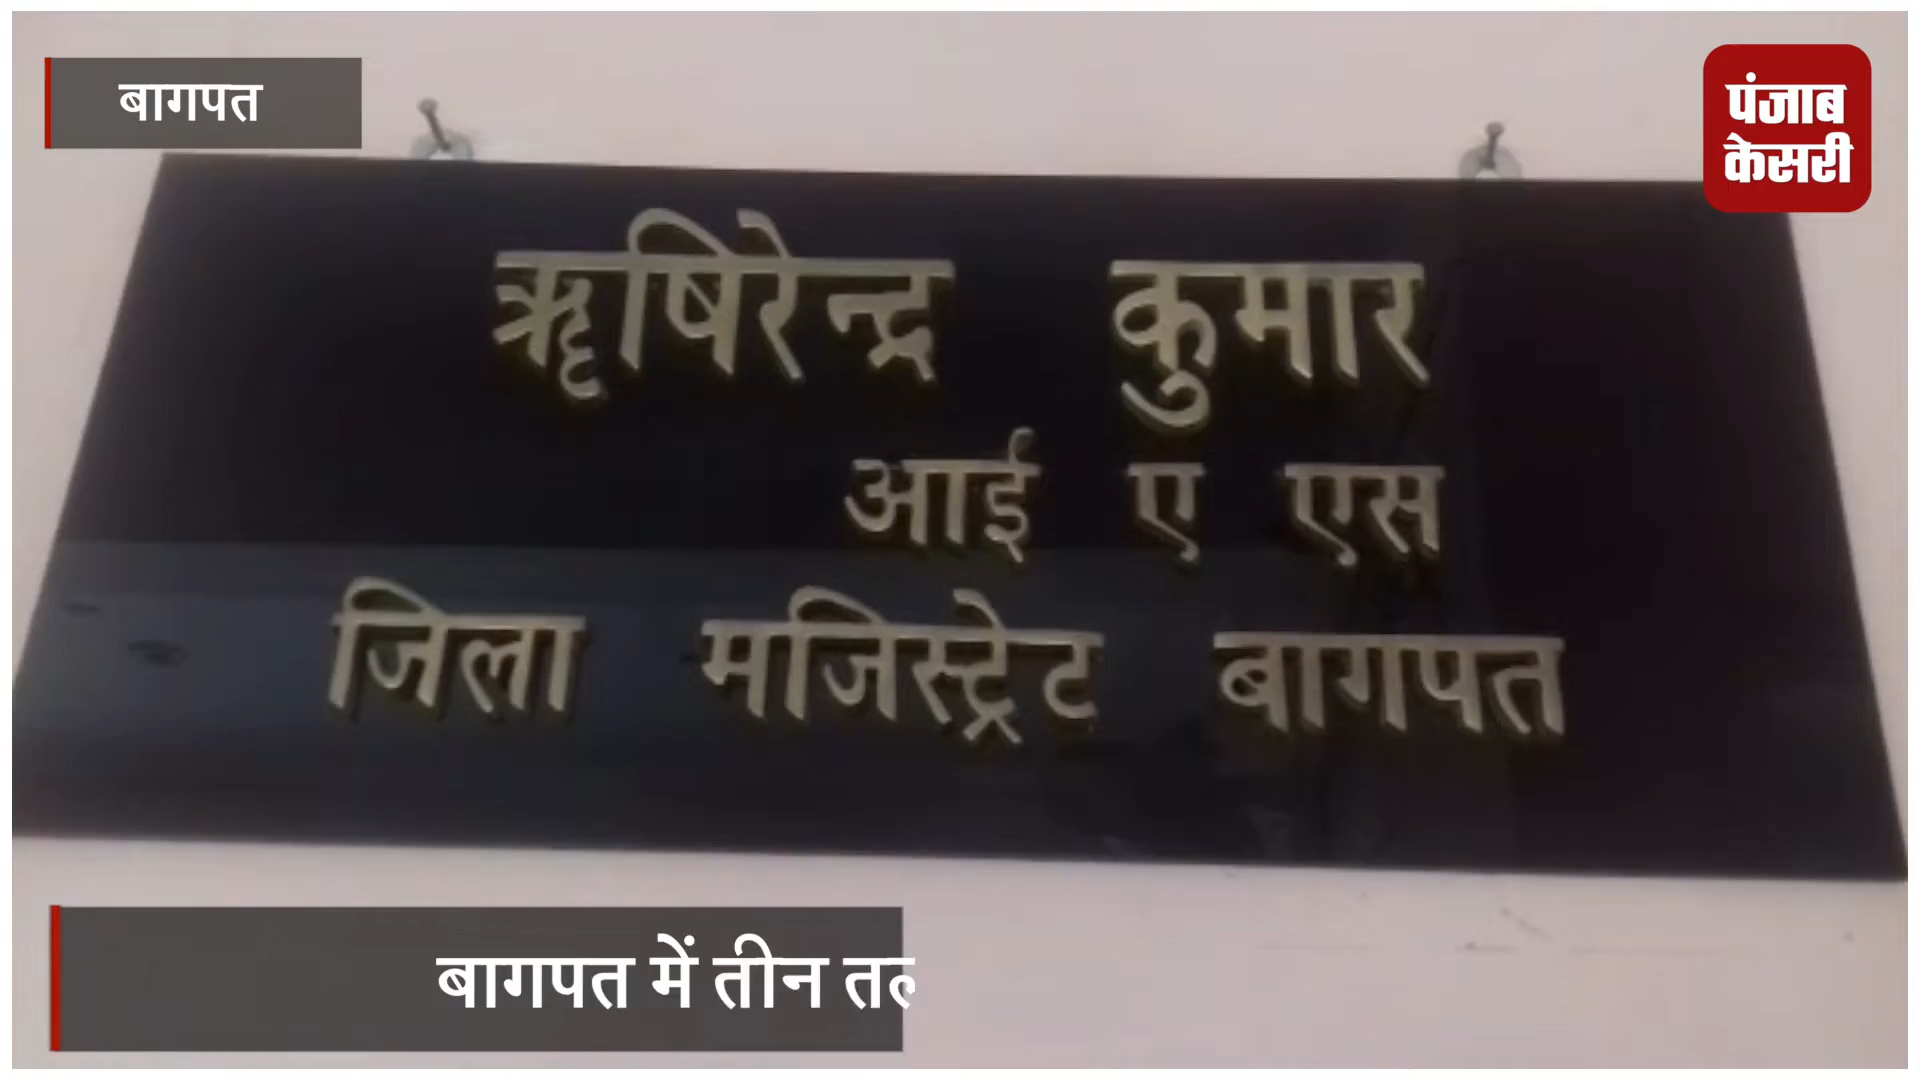 बागपत
पंजाब
केसरी
ऋषिरेन्द्र कुमार
आई ए एस
जिला मजिस्ट्रेट बागपत
बागपत में तीन